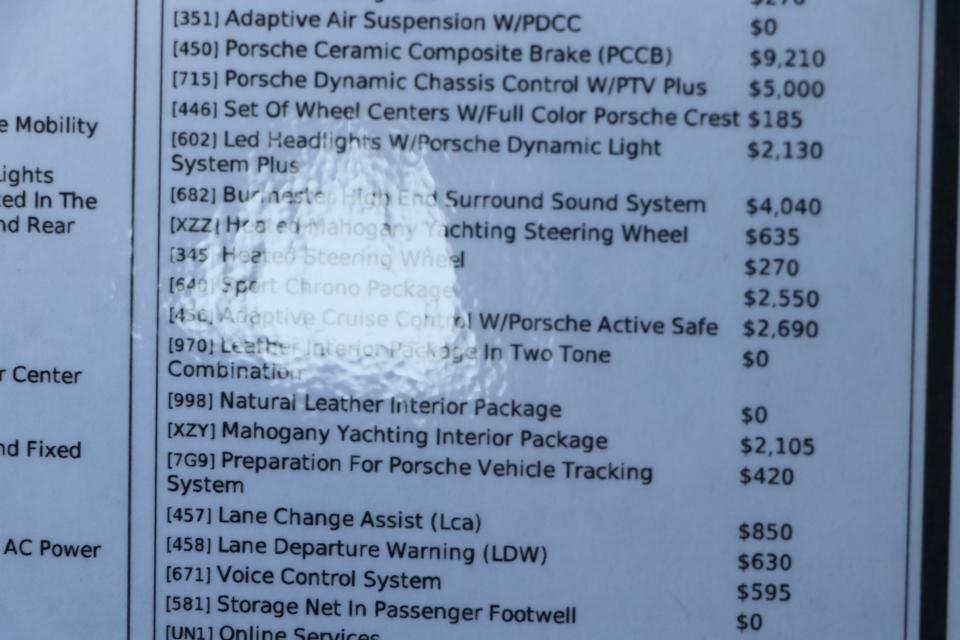 $270
[351] Adaptive Air Suspension W/PDCC $0
[450] Porsche Ceramic Composite Brake (PCCB) $9,210
[715] Porsche Dynamic Chassis Control W/PTV Plus $5,000
[446] Set Of Wheel Centers W/Full Color Porsche Crest $185
e Mobility
[602] Led Headlights W/Porsche Dynamic Light $2,130
System Plus
ights
[682] Burmester High End Surround Sound System $4,040
ed In The
[XZZ] Heated Mahogany Yachting Steering Wheel $635
nd Rear
[345 Heated Steering Wheel $270
[640] Sport Chrono Package $2,550
[456] Adaptive Cruise Control W/Porsche Active Safe $2,690
[970] Leather Interior Package In Two Tone $0
Combination
r Center
[998] Natural Leather Interior Package $0
[XZY] Mahogany Yachting Interior Package $2,105
nd Fixed
[7G9] Preparation For Porsche Vehicle Tracking $420
System
[457] Lane Change Assist (Lca) $850
AC Power
[458] Lane Departure Warning (LDW) $630
[671] Voice Control System $595
[581] Storage Net In Passenger Footwell $0
[UN1] Online Services